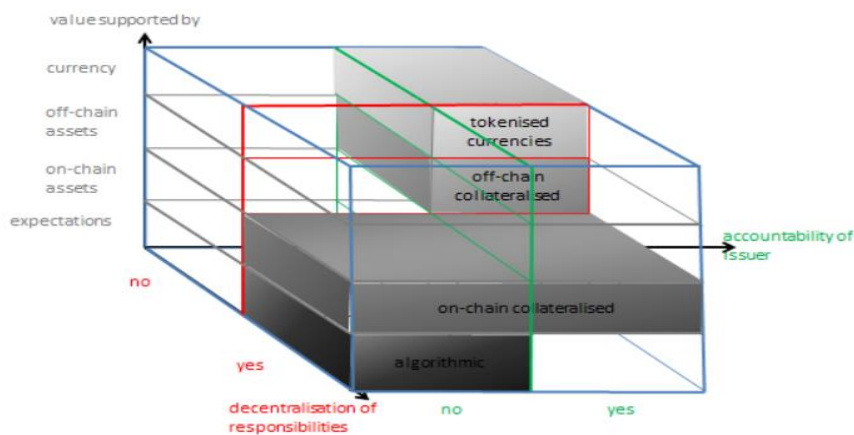 value supported by
currency
off-chain
assets
on-chain
assets
expectations
tokenised
currencies
off-chain
collateralised
accountability of
issuer
no
on-chain collateralised
algorithmic
yes
decentralisation of
responsibilities
no
yes